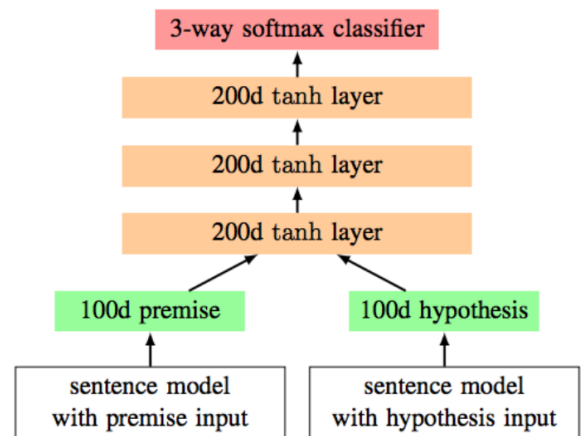 3-way softmax classifier
200d tanh layer
200d tanh layer
200d tanh layer
100d premise
100d hypothesis
sentence model
with premise input
sentence model
with hypothesis input